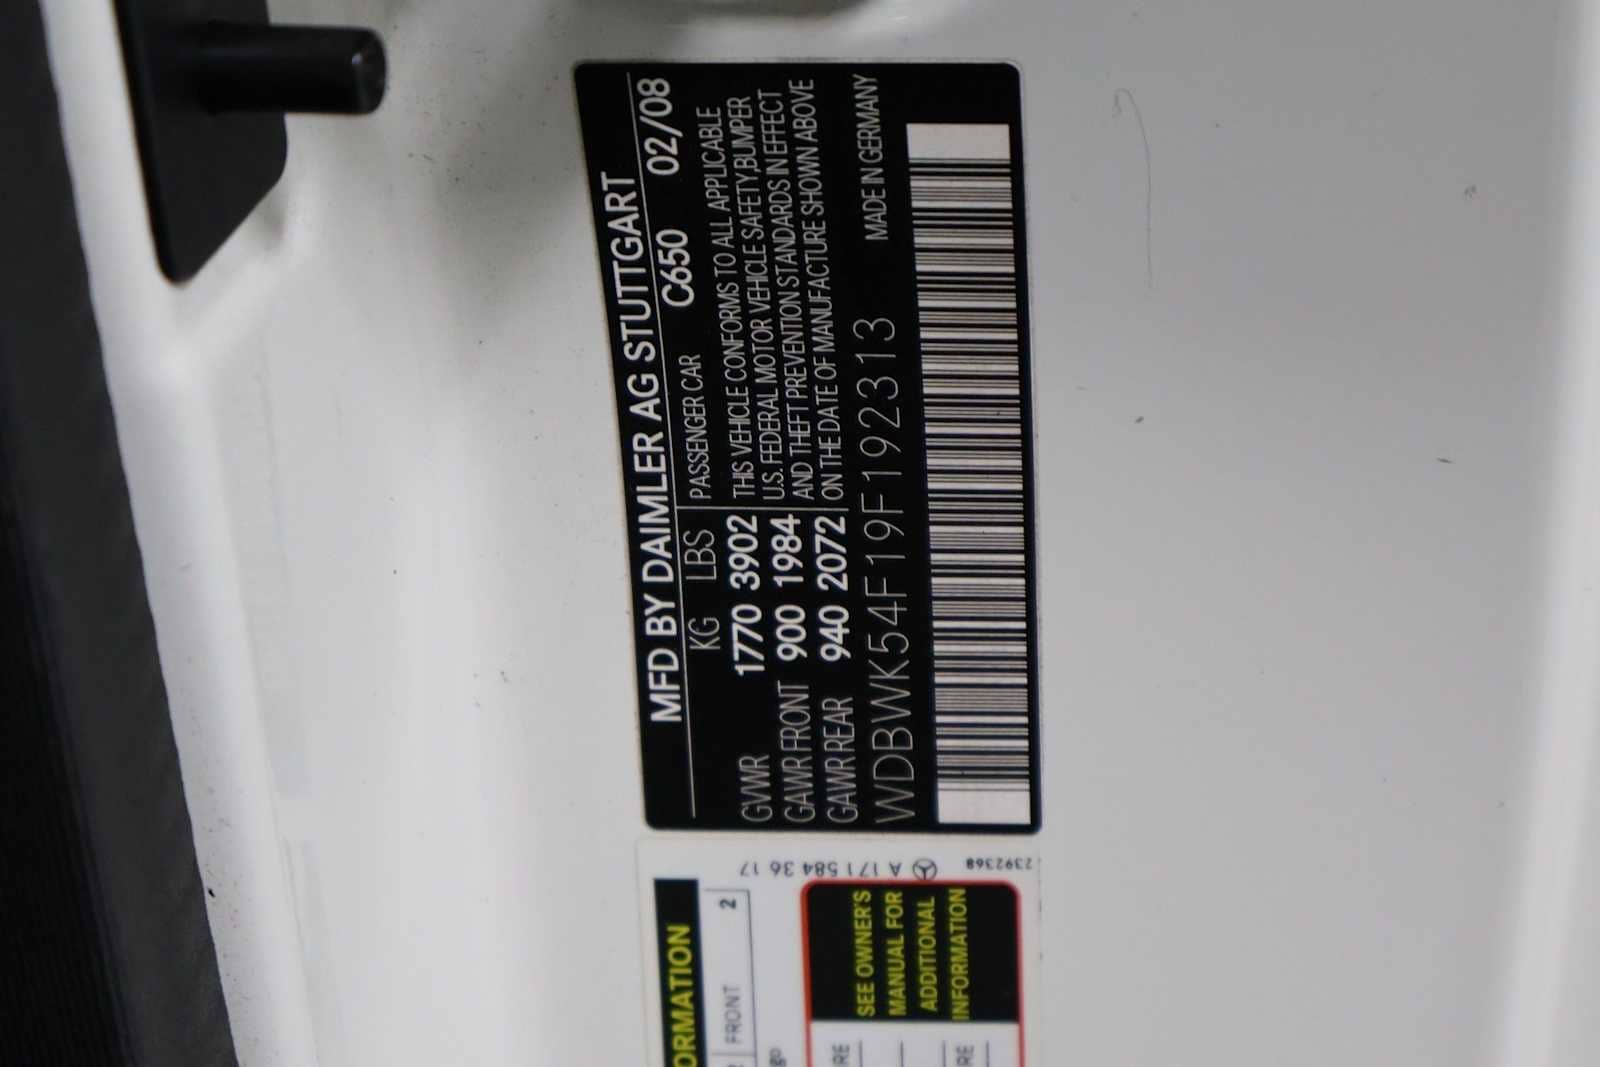 MFD BY DAIMLER AG STUTTGART
KG LBS PASSENGER CAR C650 02/08
GVWR 1770 3902 THIS VEHICLE CONFORMS TO ALL APPLICABLE
GAWR FRONT 900 1984 U.S. FEDERAL MOTOR VEHICLE SAFETY,BUMPER
GAWR REAR 940 2072 AND THEFT PREVENTION STANDARDS IN EFFECT
ON THE DATE OF MANUFACTURE SHOWN ABOVE
WDBWK54F19F192313 MADE IN GERMANY
A 171 584 36 17
2392368
ORMATION
FRONT 2
SEE OWNER'S
MANUAL FOR
ADDITIONAL
INFORMATION